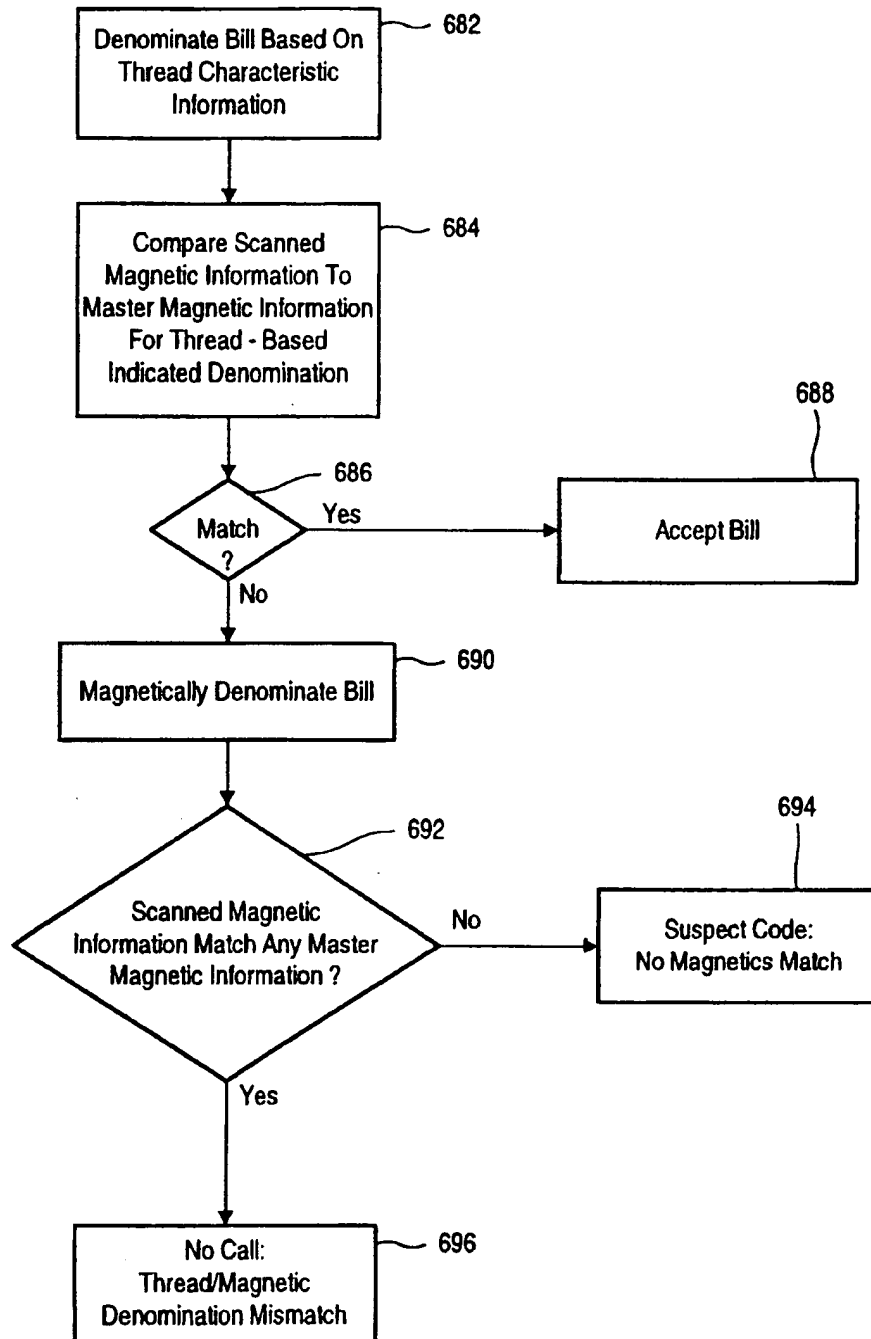 Denominate Bill Based On
Thread Characteristic
Information
682
Compare Scanned
Magnetic Information To
Master Magnetic Information
For Thread - Based
Indicated Denomination
684
686
Match
?
Yes
No
688
Accept Bill
Magnetically Denominate Bill
690
692
Scanned Magnetic
Information Match Any Master
Magnetic Information ?
No
Yes
694
Suspect Code:
No Magnetics Match
No Call:
Thread/Magnetic
Denomination Mismatch
696